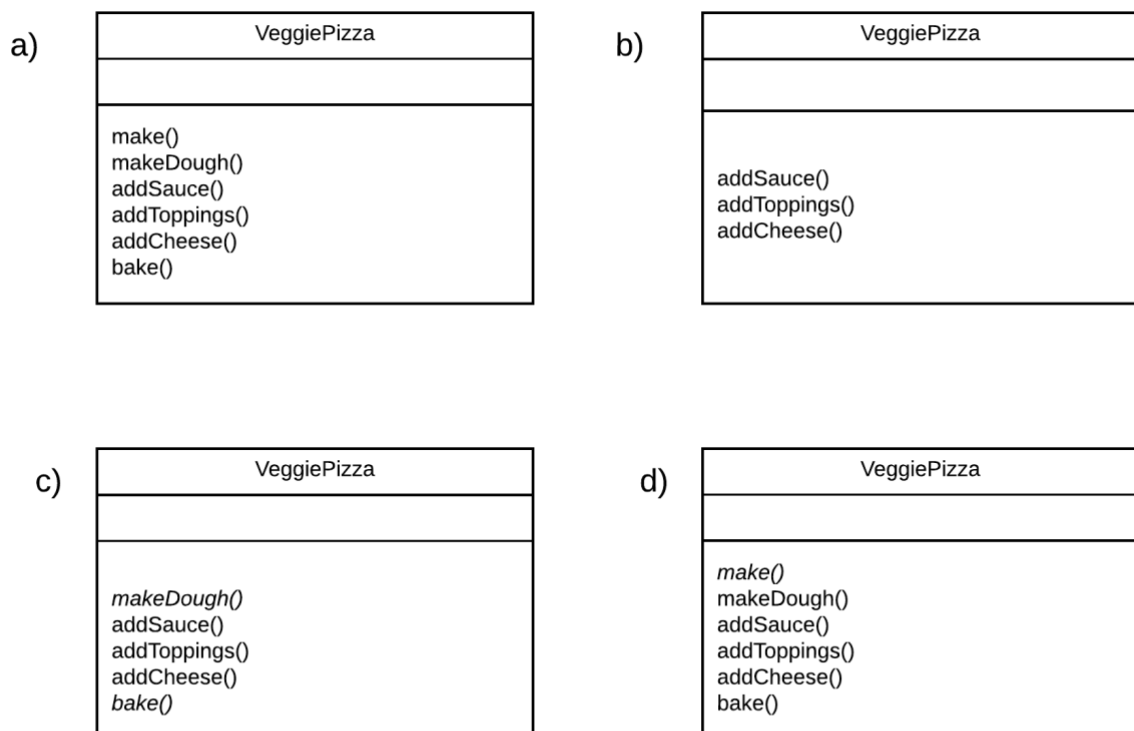 a)
VeggiePizza
make()
makeDough()
addSauce()
addToppings()
addCheese()
bake()
b)
VeggiePizza
addSauce()
addToppings()
addCheese()
c)
VeggiePizza
makeDough()
addSauce()
addToppings()
addCheese()
bake()
d)
VeggiePizza
make()
makeDough()
addSauce()
addToppings()
addCheese()
bake()